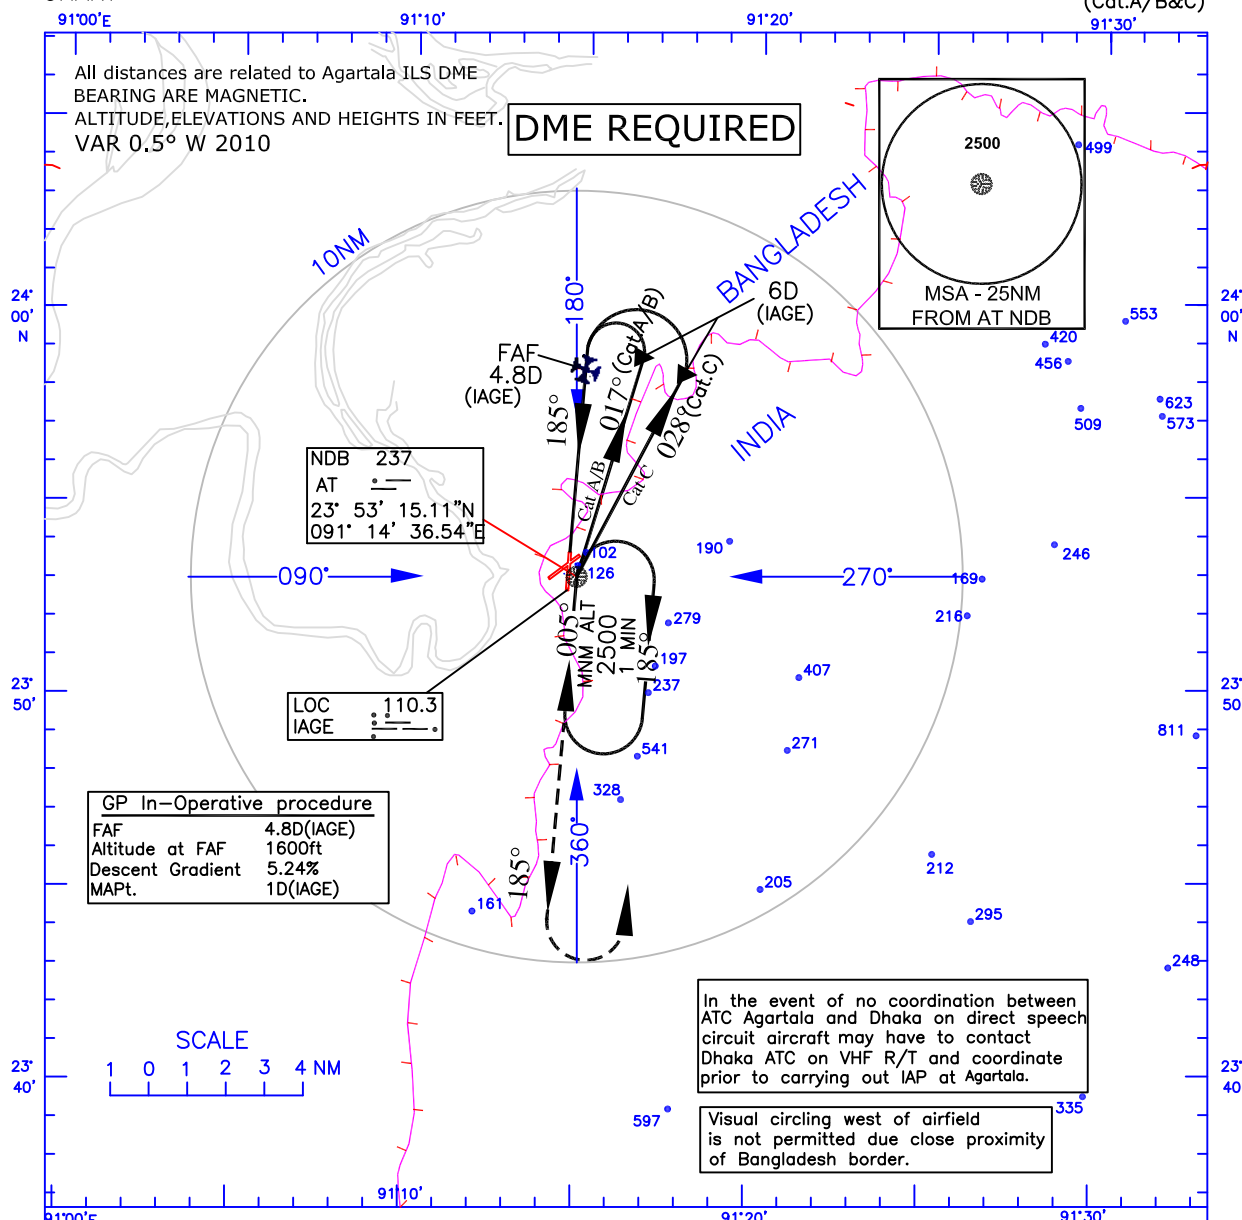 (Cat.A/B&C)
91°00'E
91°10'
91°20'
91°30'
All distances are related to Agartala ILS DME
BEARING ARE MAGNETIC.
ALTITUDE,ELEVATIONS AND HEIGHTS IN FEET.
VAR 0.5° W 2010
DME REQUIRED
2500
MSA - 25NM
FROM AT NDB
499
10NM
BANGLADESH
INDIA
180°
6D
(IAGE)
24°
00'
N
24°
00'
N
553
420
456
623
573
509
FAF
4.8D
(IAGE)
185°
017°(Cat.A/B)
028°(Cat.C)
Cat A/B
Cat C
NDB 237
AT
23° 53' 15.11"N
091° 14' 36.54"E
102
126
190
246
090°
270°
169
216
005°
MNM ALT
2500
1 MIN
185°
279
197
237
407
LOC 110.3
IAGE
23°
50'
23°
50'
541
271
811
328
360°
185°
GP In-Operative procedure
FAF 4.8D(IAGE)
Altitude at FAF 1600ft
Descent Gradient 5.24%
MAPt. 1D(IAGE)
212
205
161
295
248
In the event of no coordination between
ATC Agartala and Dhaka on direct speech
circuit aircraft may have to contact
Dhaka ATC on VHF R/T and coordinate
prior to carrying out IAP at Agartala.
SCALE
1 0 1 2 3 4 NM
23°
40'
23°
40'
335
597
Visual circling west of airfield
is not permitted due close proximity
of Bangladesh border.
91°10'
91°00'E
91°20'
91°30'